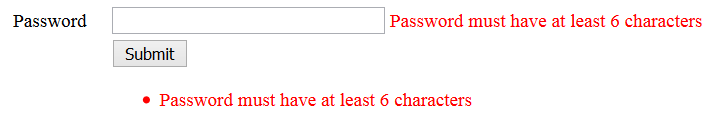 Password Password must have at least 6 characters
Submit
• Password must have at least 6 characters